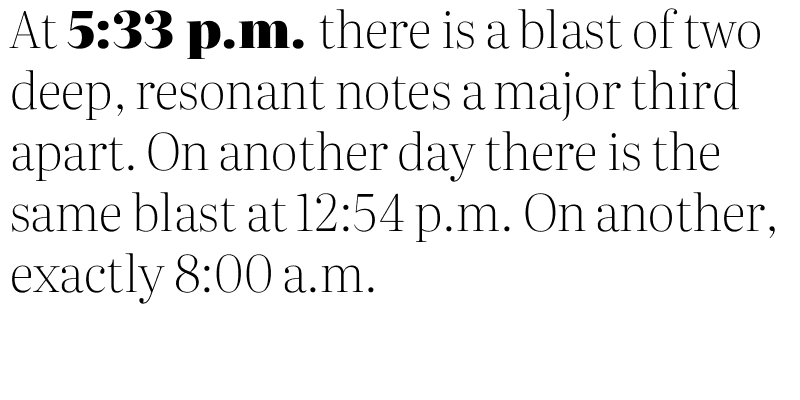 At 5:33 p.m. there is a blast of two
deep, resonant notes a major third
apart. On another day there is the
same blast at 12:54 p.m. On another,
exactly 8:00 a.m.